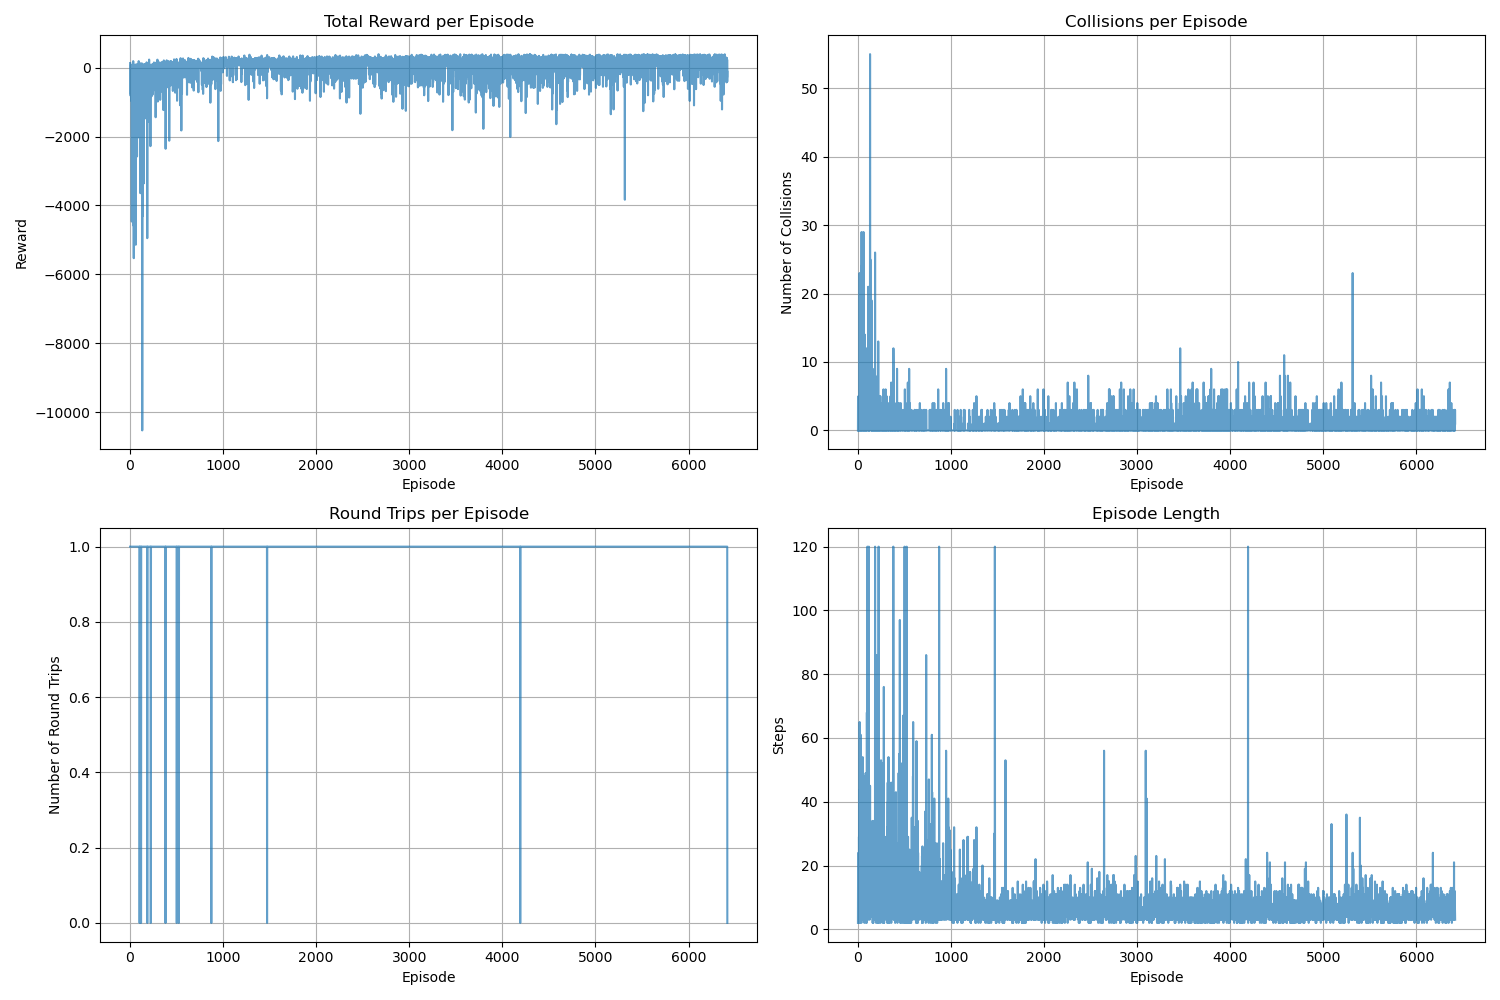 Total Reward per Episode
Reward
0
−2000
−4000
−6000
−8000
−10000
0 1000 2000 3000 4000 5000 6000
Episode
Collisions per Episode
Number of Collisions
50
40
30
20
10
0
0 1000 2000 3000 4000 5000 6000
Episode
Round Trips per Episode
Number of Round Trips
1.0
0.8
0.6
0.4
0.2
0.0
0 1000 2000 3000 4000 5000 6000
Episode
Episode Length
Steps
120
100
80
60
40
20
0
0 1000 2000 3000 4000 5000 6000
Episode